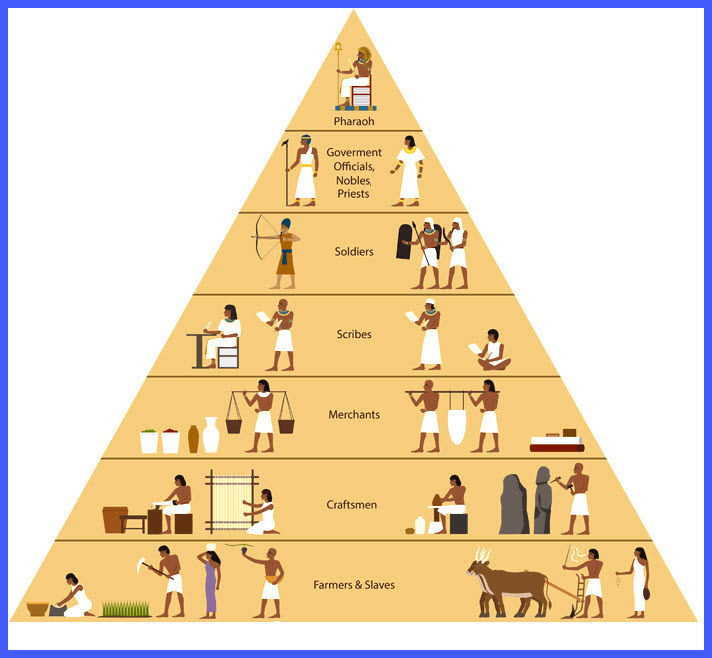 Pharaoh
Goverment
Officials,
Nobles,
Priests
Soldiers
Scribes
Merchants
Craftsmen
Farmers & Slaves